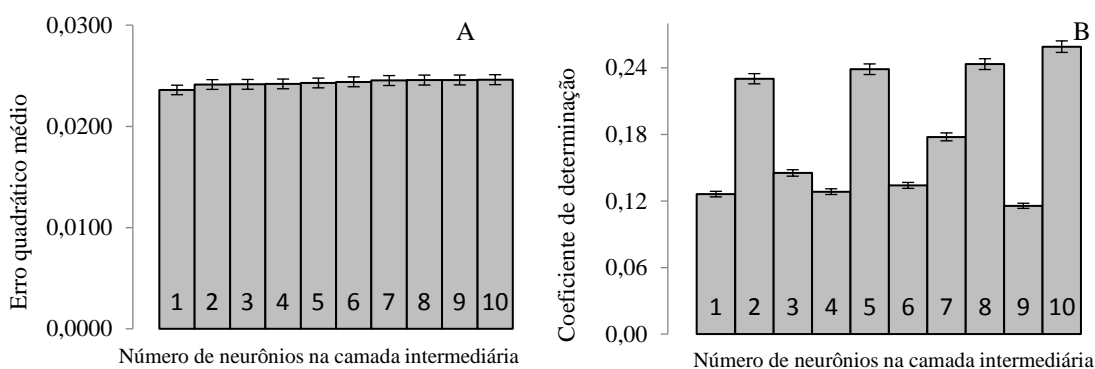 A
Erro quadrático médio
0,0300
0,0200
0,0100
0,0000
1 2 3 4 5 6 7 8 9 10
Número de neurônios na camada intermediária
B
Coeficiente de determinação
0,24
0,18
0,12
0,06
0,00
1 2 3 4 5 6 7 8 9 10
Número de neurônios na camada intermediária